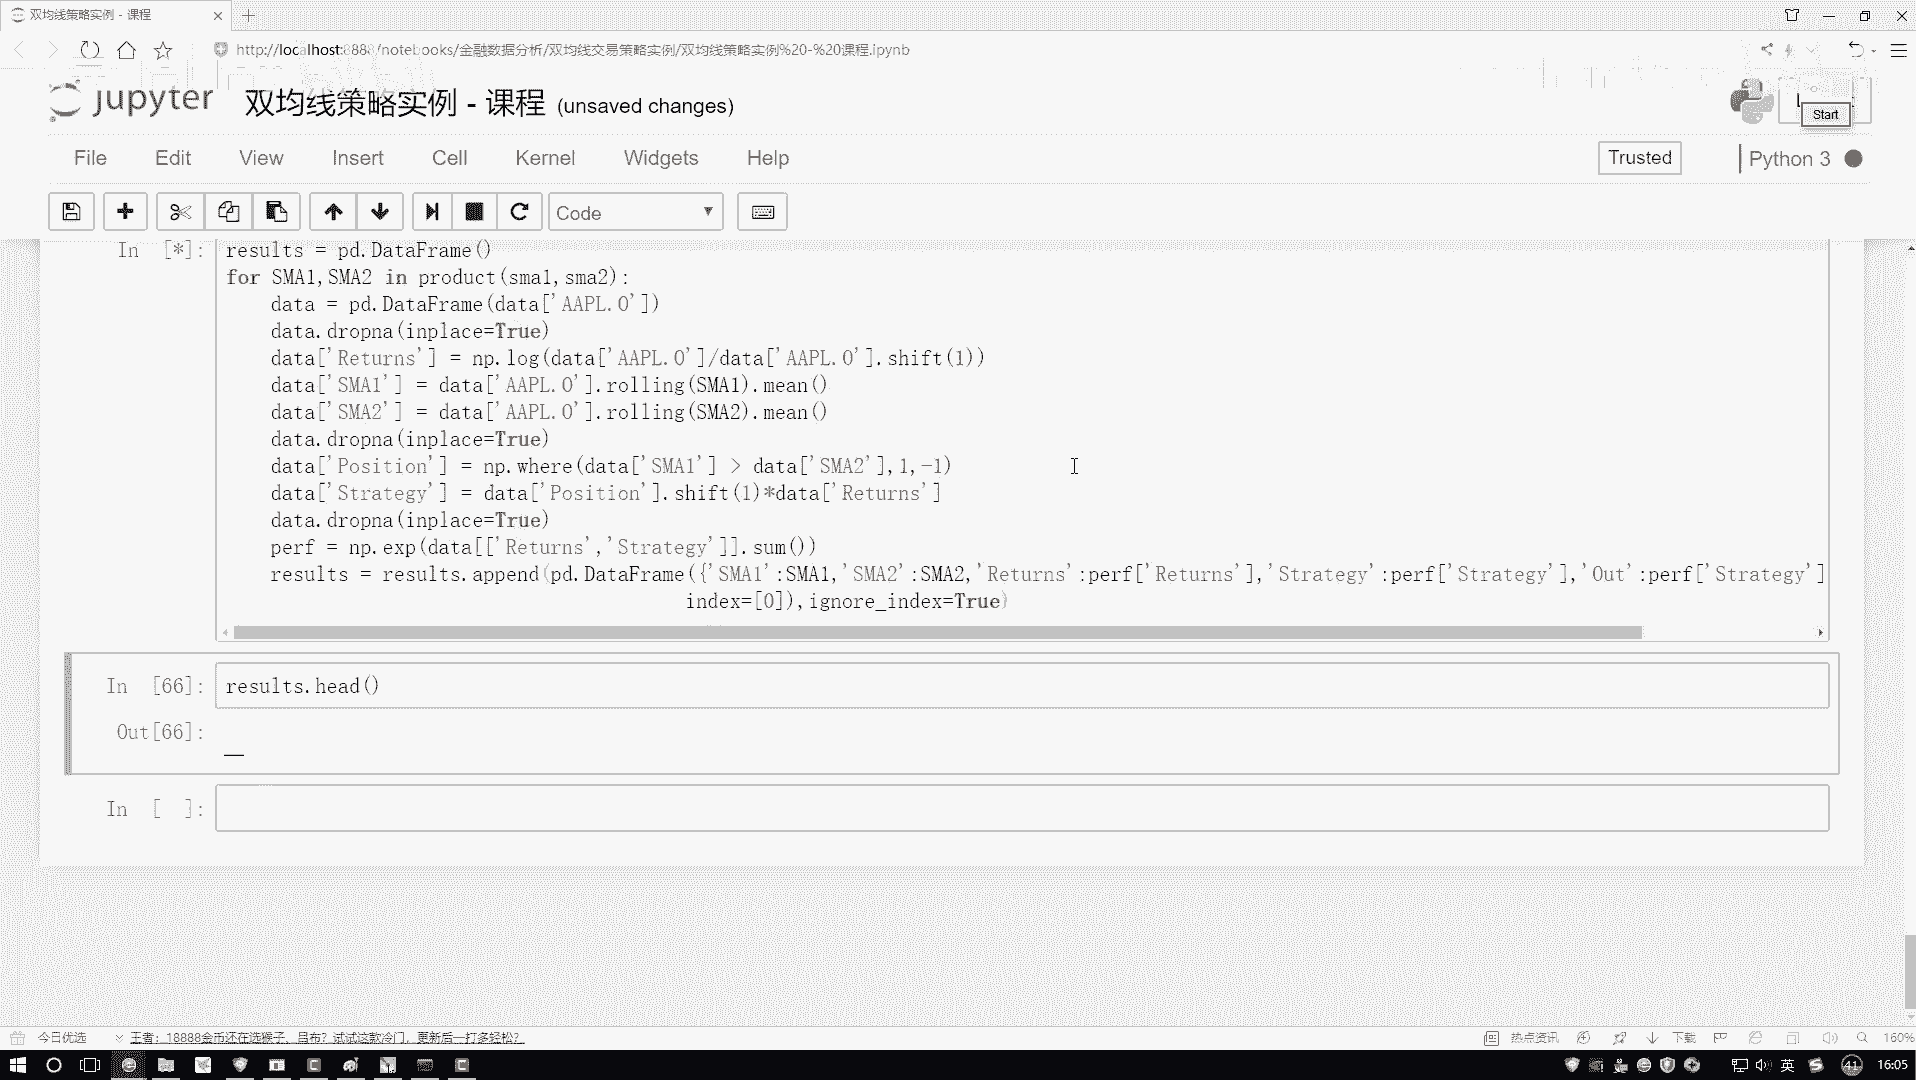 双均线策略实例 - 课程
http://localhost:8888/notebooks/金融数据分析/双均线交易策略实例/双均线策略实例%20-%20课程.ipynb
jupyter 双均线策略实例 - 课程 (unsaved changes)
Start
File Edit View Insert Cell Kernel Widgets Help Trusted Python 3
Code
In [*]: results = pd.DataFrame()
for SMA1,SMA2 in product(sma1,sma2):
data = pd.DataFrame(data['AAPL.O'])
data.dropna(inplace=True)
data['Returns'] = np.log(data['AAPL.O']/data['AAPL.O'].shift(1))
data['SMA1'] = data['AAPL.O'].rolling(SMA1).mean()
data['SMA2'] = data['AAPL.O'].rolling(SMA2).mean()
data.dropna(inplace=True)
data['Position'] = np.where(data['SMA1'] > data['SMA2'],1,-1)
data['Strategy'] = data['Position'].shift(1)*data['Returns']
data.dropna(inplace=True)
perf = np.exp(data[['Returns','Strategy']].sum())
results = results.append(pd.DataFrame({'SMA1':SMA1,'SMA2':SMA2,'Returns':perf['Returns'],'Strategy':perf['Strategy'],'Out':perf['Strategy']
index=[0]),ignore_index=True)
In [66]: results.head()
Out[66]:
In [ ]:
今日优选 王者：18888金币还在选猴子、吕布？试试这款冷门，更新后一打多轻松？ 热点资讯 下载 160%
英 41 16:05